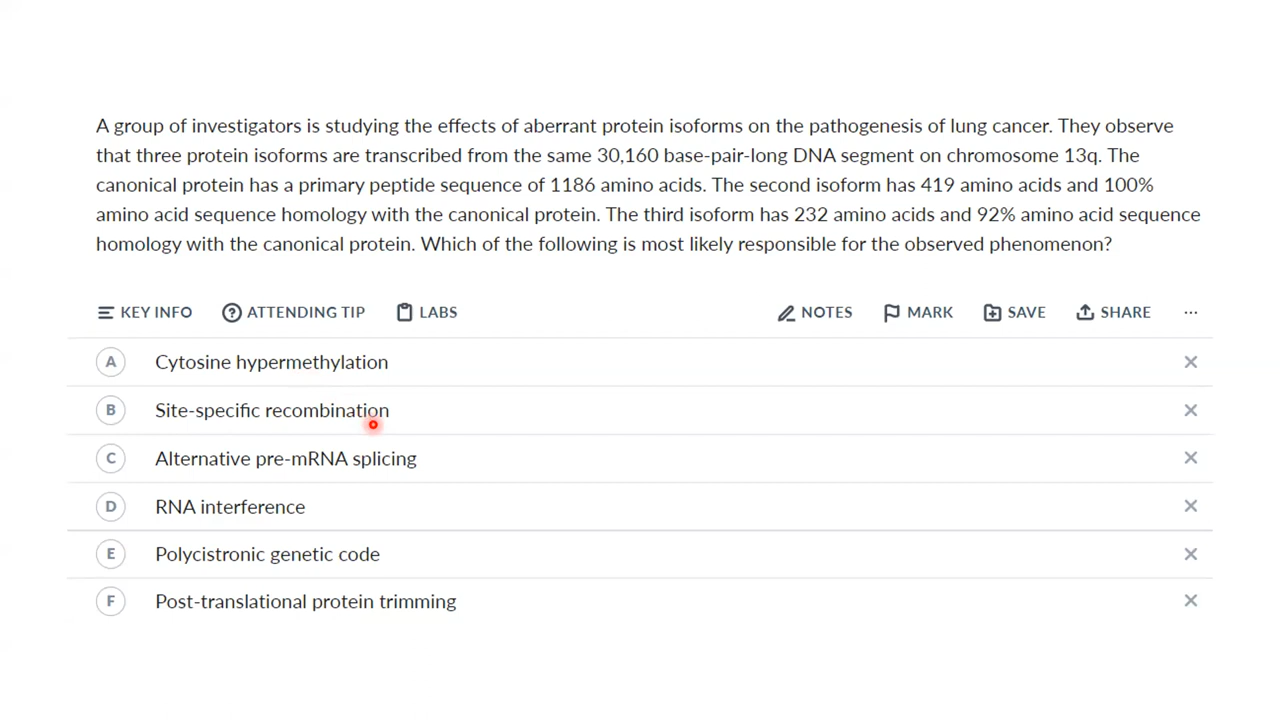 A group of investigators is studying the effects of aberrant protein isoforms on the pathogenesis of lung cancer. They observe
that three protein isoforms are transcribed from the same 30,160 base-pair-long DNA segment on chromosome 13q. The
canonical protein has a primary peptide sequence of 1186 amino acids. The second isoform has 419 amino acids and 100%
amino acid sequence homology with the canonical protein. The third isoform has 232 amino acids and 92% amino acid sequence
homology with the canonical protein. Which of the following is most likely responsible for the observed phenomenon?
KEY INFO ATTENDING TIP LABS NOTES MARK SAVE SHARE ...
A Cytosine hypermethylation
B Site-specific recombination
C Alternative pre-mRNA splicing
D RNA interference
E Polycistronic genetic code
F Post-translational protein trimming